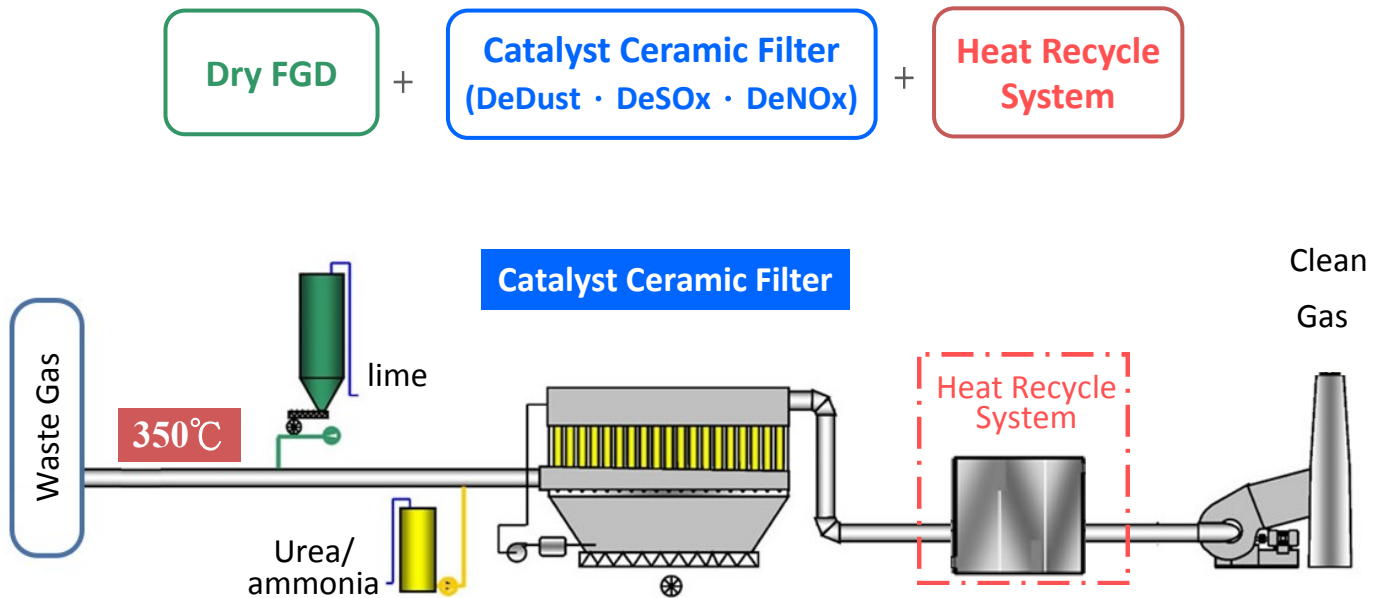 Dry FGD
+
Catalyst Ceramic Filter
(DeDust · DeSOx · DeNOx)
+
Heat Recycle
System
Catalyst Ceramic Filter
Clean
Gas
Waste Gas
350℃
lime
Urea/
ammonia
Heat Recycle
System